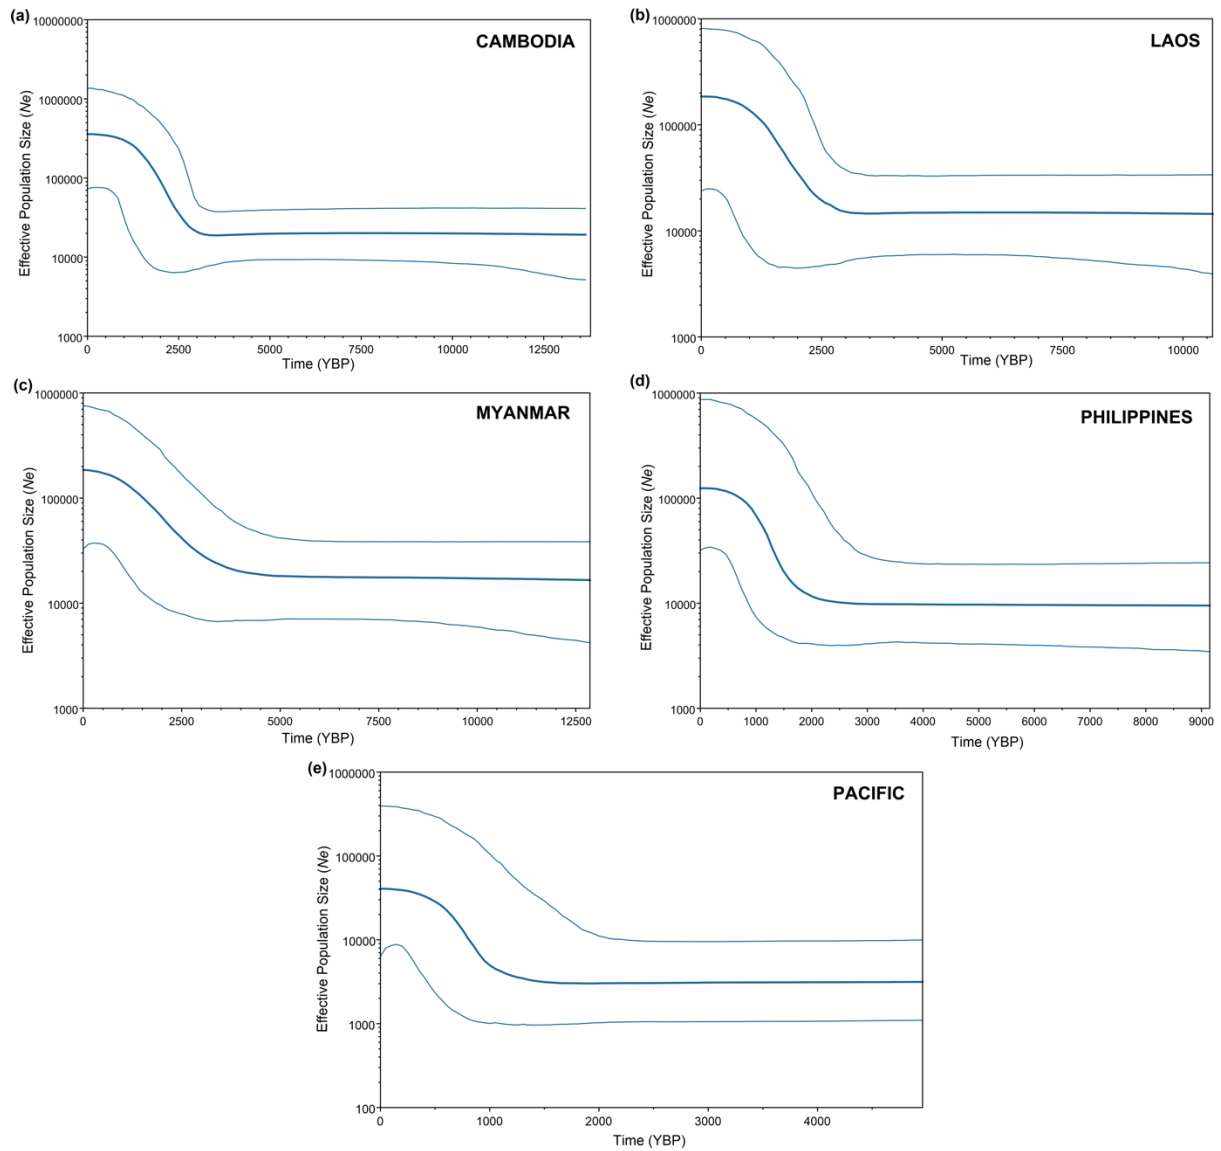 (a)
CAMBODIA
Effective Population Size (Ne)
10000000
1000000
100000
10000
1000
0 2500 5000 7500 10000 12500
Time (YBP)
(b)
LAOS
Effective Population Size (Ne)
1000000
100000
10000
1000
0 2500 5000 7500 10000
Time (YBP)
(c)
MYANMAR
Effective Population Size (Ne)
1000000
100000
10000
1000
0 2500 5000 7500 10000 12500
Time (YBP)
(d)
PHILIPPINES
Effective Population Size (Ne)
1000000
100000
10000
1000
0 1000 2000 3000 4000 5000 6000 7000 8000 9000
Time (YBP)
(e)
PACIFIC
Effective Population Size (Ne)
1000000
100000
10000
1000
100
0 1000 2000 3000 4000
Time (YBP)